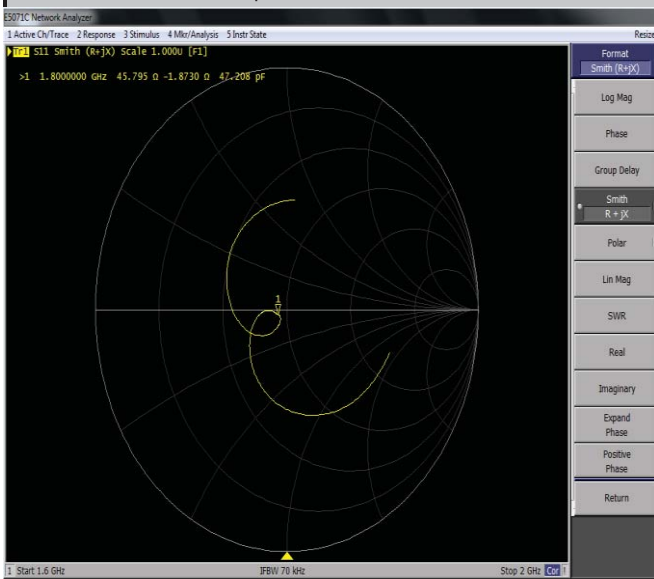 E5071C Network Analyzer
1 Active Ch/Trace 2 Response 3 Stimulus 4 Mkr/Analysis 5 Instr State
Resize
Tr1 S11 Smith (R+jX) Scale 1.000U [F1]
>1 1.8000000 GHz 45.795 Ω -1.8730 Ω 47.208 pF
1
Format
Smith (R+jX)
Log Mag
Phase
Group Delay
Smith
R + jX
Polar
Lin Mag
SWR
Real
Imaginary
Expand
Phase
Positive
Phase
Return
1 Start 1.6 GHz
IFBW 70 kHz
Stop 2 GHz Cor